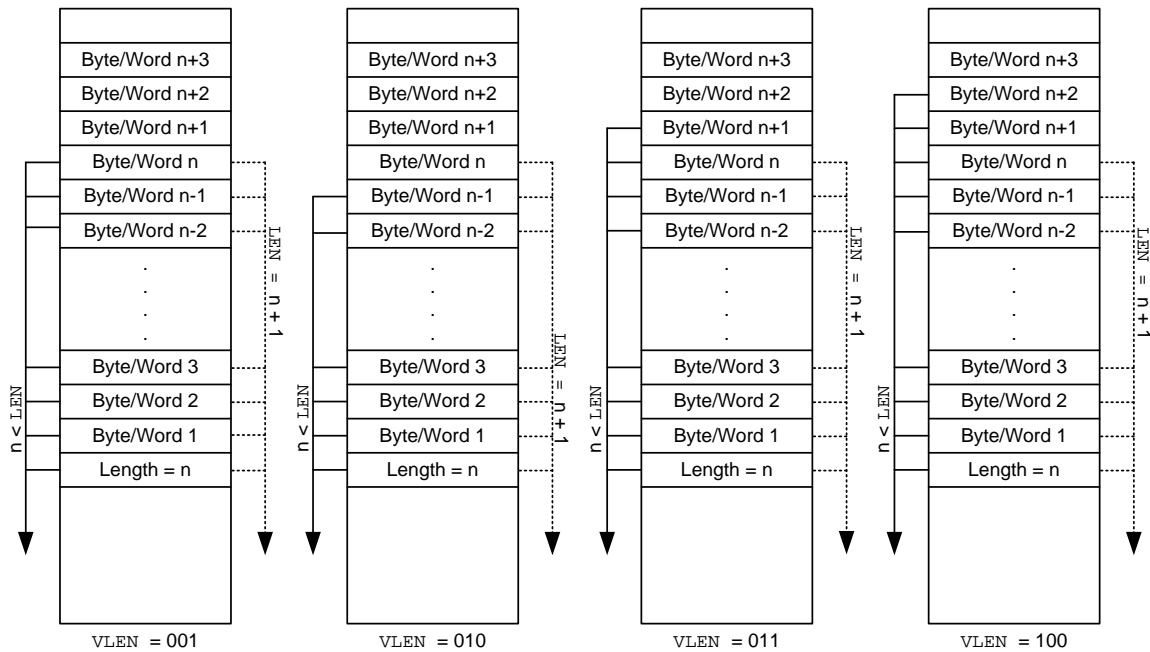 Byte/Word n+3
Byte/Word n+2
Byte/Word n+1
Byte/Word n
Byte/Word n-1
Byte/Word n-2
.
.
.
.
Byte/Word 3
Byte/Word 2
Byte/Word 1
Length = n
LEN > n
LEN = n + 1
VLEN = 001
Byte/Word n+3
Byte/Word n+2
Byte/Word n+1
Byte/Word n
Byte/Word n-1
Byte/Word n-2
.
.
.
.
Byte/Word 3
Byte/Word 2
Byte/Word 1
Length = n
LEN > n
LEN = n + 1
VLEN = 010
Byte/Word n+3
Byte/Word n+2
Byte/Word n+1
Byte/Word n
Byte/Word n-1
Byte/Word n-2
.
.
.
.
Byte/Word 3
Byte/Word 2
Byte/Word 1
Length = n
LEN > n
LEN = n + 1
VLEN = 011
Byte/Word n+3
Byte/Word n+2
Byte/Word n+1
Byte/Word n
Byte/Word n-1
Byte/Word n-2
.
.
.
.
Byte/Word 3
Byte/Word 2
Byte/Word 1
Length = n
LEN > n
LEN = n + 1
VLEN = 100